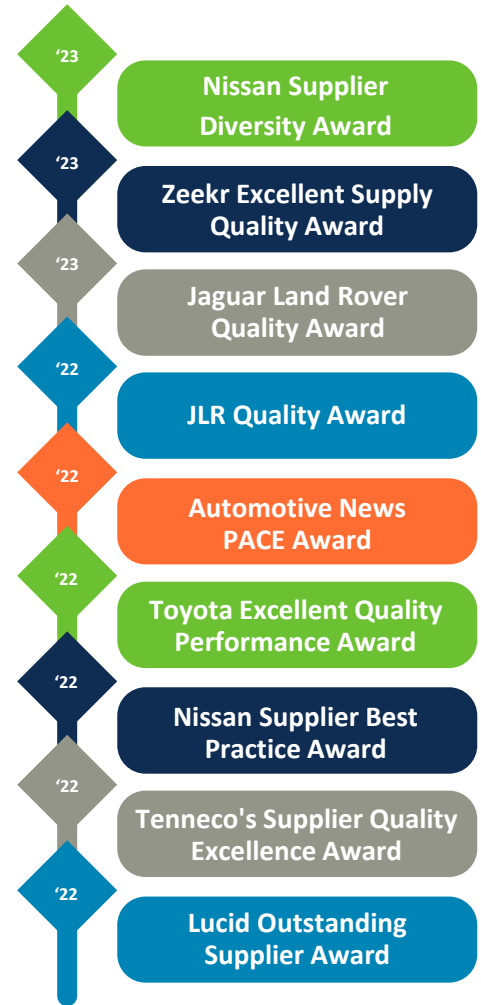 ‘23
Nissan Supplier
Diversity Award
‘23
Zeekr Excellent Supply
Quality Award
‘23
Jaguar Land Rover
Quality Award
‘22
JLR Quality Award
‘22
Automotive News
PACE Award
‘22
Toyota Excellent Quality
Performance Award
‘22
Nissan Supplier Best
Practice Award
‘22
Tenneco's Supplier Quality
Excellence Award
‘22
Lucid Outstanding
Supplier Award